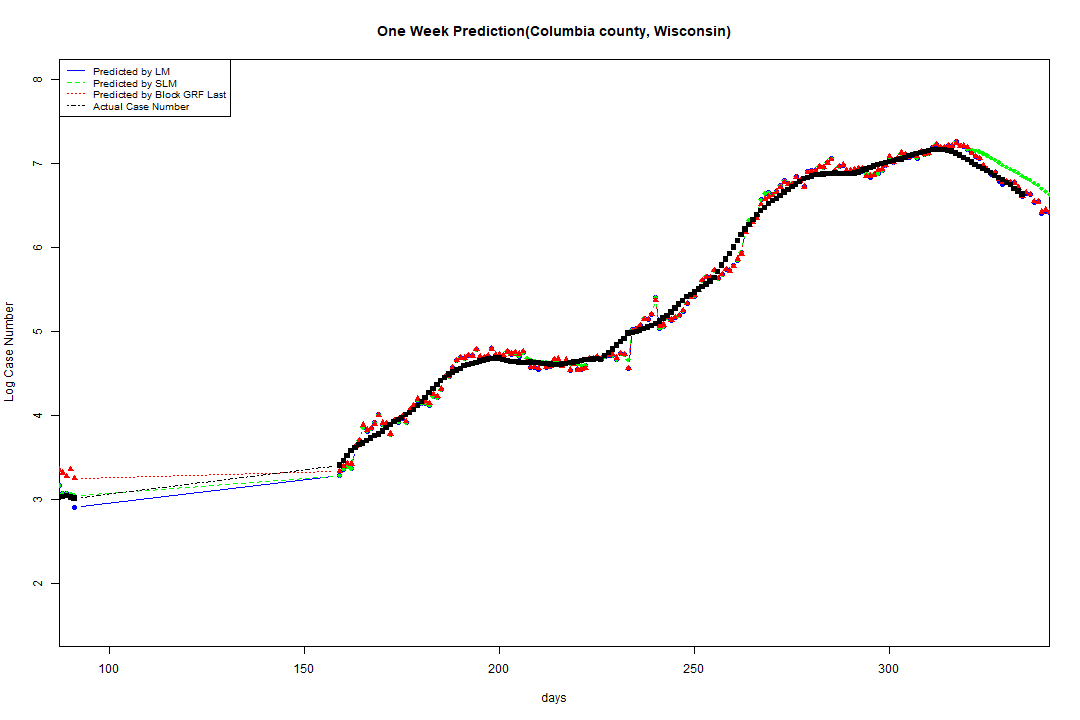 One Week Prediction(Columbia county, Wisconsin)
Predicted by LM
Predicted by SLM
Predicted by Block GRF Last
Actual Case Number
8
7
6
5
4
3
2
Log Case Number
100 150 200 250 300
days